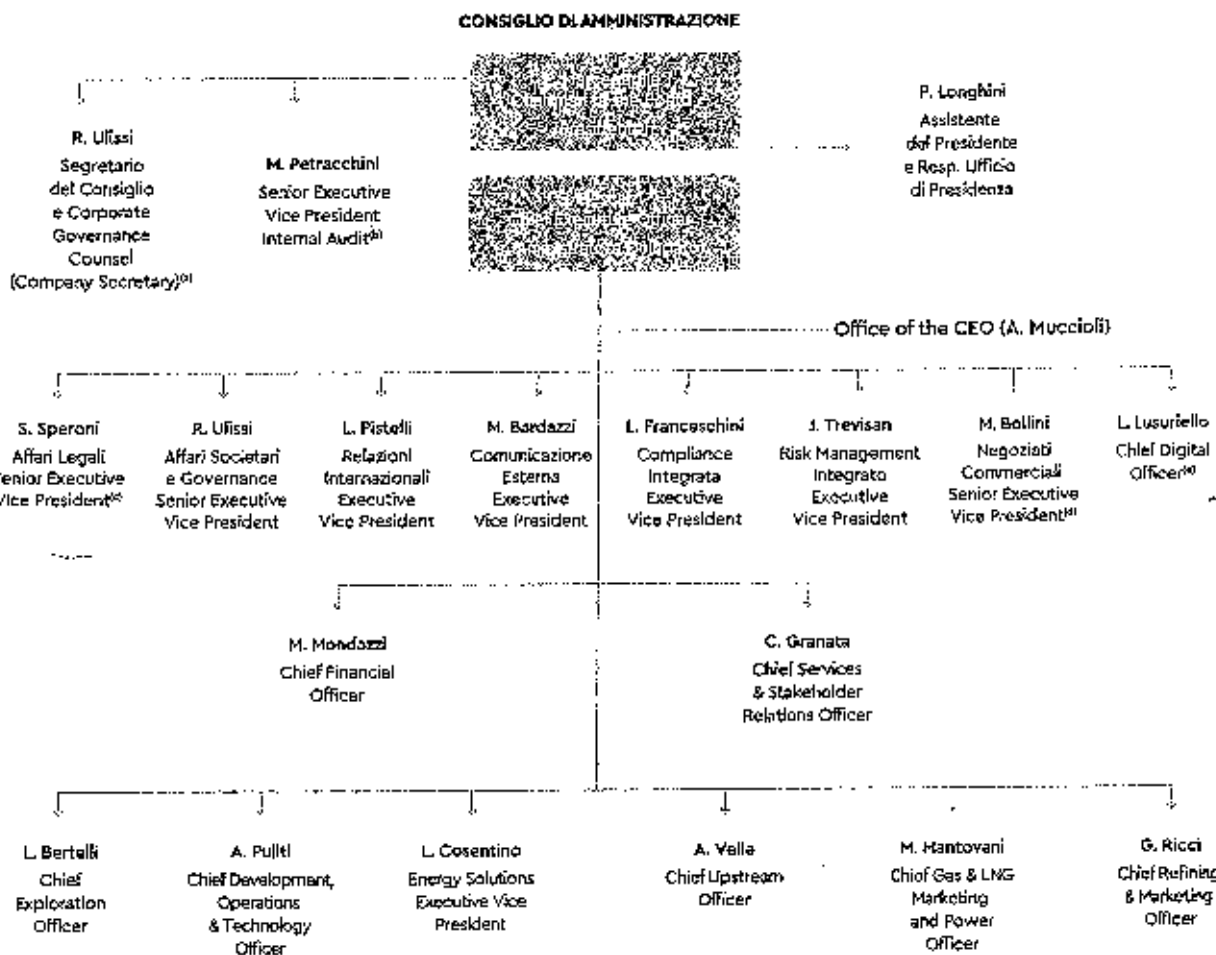 CONSIGLIO DI AMMINISTRAZIONE
P. Longhini
Assistente
del Presidente
e Resp. Ufficio
di Presidenza
R. Ulissi
Segretario
del Consiglio
e Corporate
Governance
Counsel
(Company Secretary)(a)
M. Petracchini
Senior Executive
Vice President
Internal Audit(b)
Office of the CEO (A. Muccioli)
S. Speroni
Affari Legali
Senior Executive
Vice President(c)
R. Ulissi
Affari Societari
e Governance
Senior Executive
Vice President
L. Pistelli
Relazioni
Internazionali
Executive
Vice President
M. Bardazzi
Comunicazione
Esterna
Executive
Vice President
L. Franceschini
Compliance
Integrata
Executive
Vice President
J. Trevisan
Risk Management
Integrato
Executive
Vice President
M. Bollini
Negoziati
Commerciali
Senior Executive
Vice President(d)
L. Lusuriello
Chief Digital
Officer(e)
M. Mondazzi
Chief Financial
Officer
C. Granata
Chief Services
& Stakeholder
Relations Officer
L. Bertelli
Chief
Exploration
Officer
A. Puliti
Chief Development,
Operations
& Technology
Officer
L. Cosentino
Energy Solutions
Executive Vice
President
A. Vella
Chief Upstream
Officer
M. Mantovani
Chief Gas & LNG
Marketing
and Power
Officer
G. Ricci
Chief Refining
& Marketing
Officer